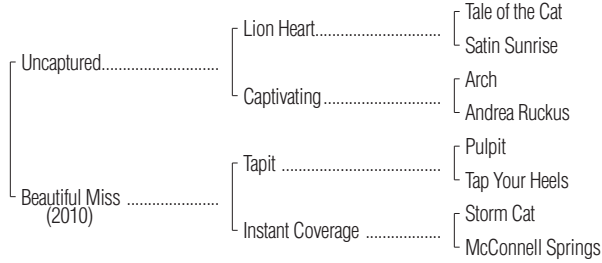 Tale of the Cat
Lion Heart
Satin Sunrise
Uncaptured
Arch
Captivating
Andrea Ruckus
Pulpit
Tapit
Tap Your Heels
Beautiful Miss
(2010)
Storm Cat
Instant Coverage
McConnell Springs